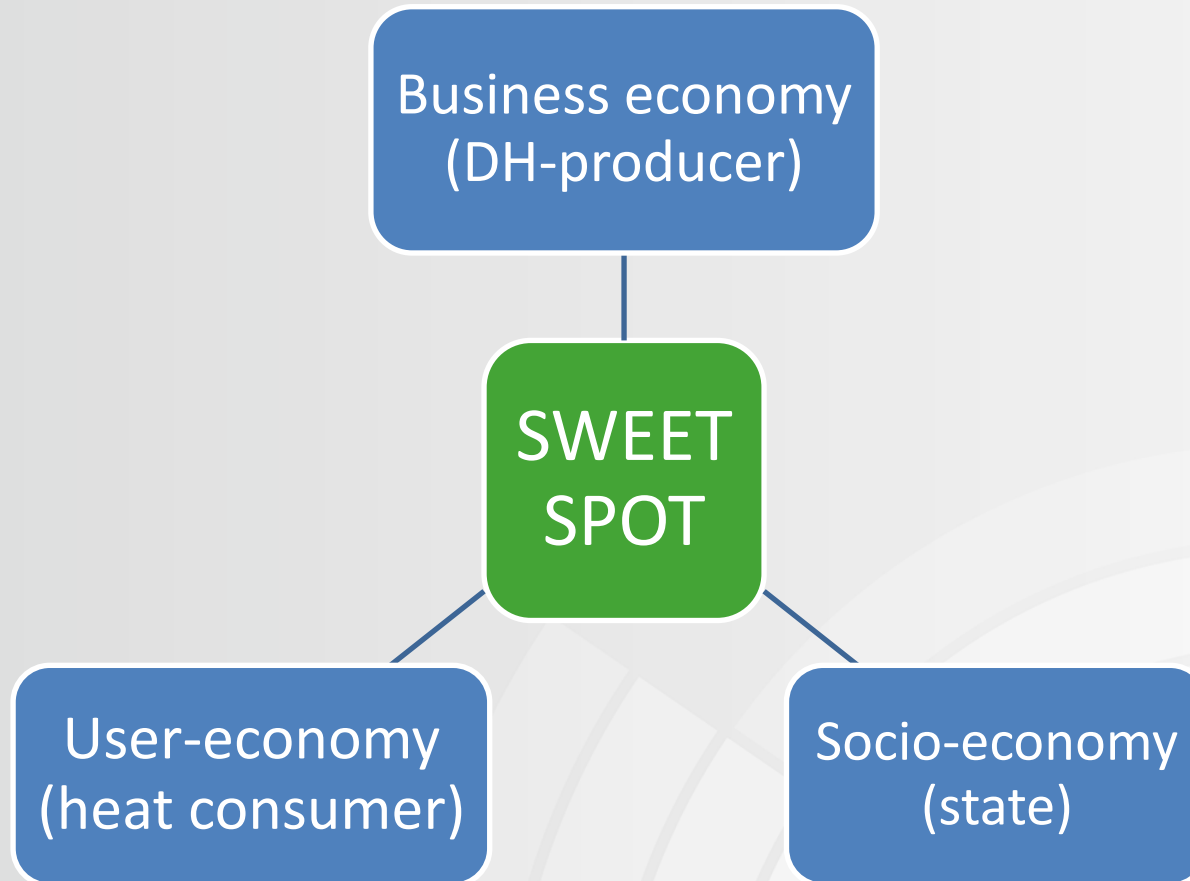 Business economy
(DH-producer)
SWEET
SPOT
User-economy
(heat consumer)
Socio-economy
(state)